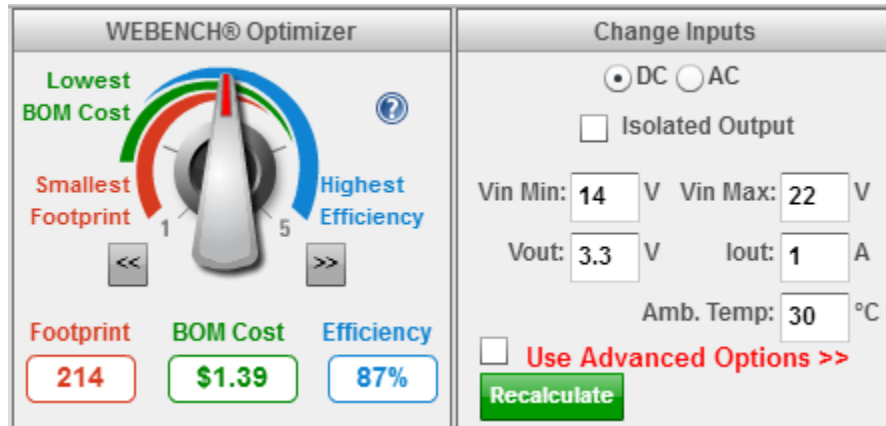 WEBENCH® Optimizer
Lowest
BOM Cost
?
Smallest
Footprint
Highest
Efficiency
1
5
<<
>>
Footprint
BOM Cost
Efficiency
214
$1.39
87%
Change Inputs
DC AC
Isolated Output
Vin Min: 14 V Vin Max: 22 V
Vout: 3.3 V Iout: 1 A
Amb. Temp: 30 °C
Use Advanced Options >>
Recalculate